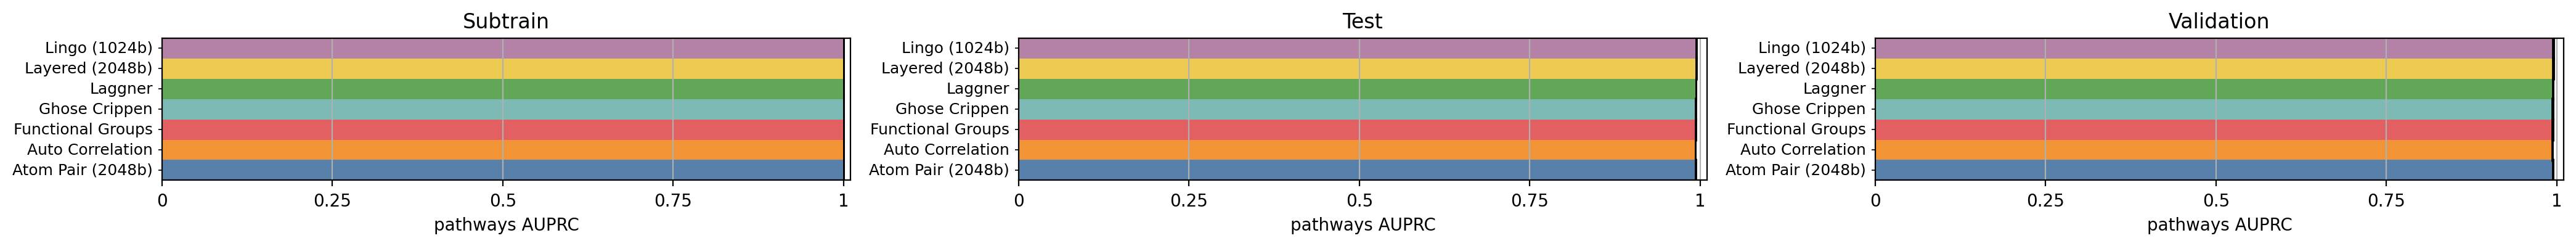 Subtrain
Lingo (1024b)
Layered (2048b)
Laggner
Ghose Crippen
Functional Groups
Auto Correlation
Atom Pair (2048b)
0 0.25 0.5 0.75 1
pathways AUPRC
Test
Lingo (1024b)
Layered (2048b)
Laggner
Ghose Crippen
Functional Groups
Auto Correlation
Atom Pair (2048b)
0 0.25 0.5 0.75 1
pathways AUPRC
Validation
Lingo (1024b)
Layered (2048b)
Laggner
Ghose Crippen
Functional Groups
Auto Correlation
Atom Pair (2048b)
0 0.25 0.5 0.75 1
pathways AUPRC